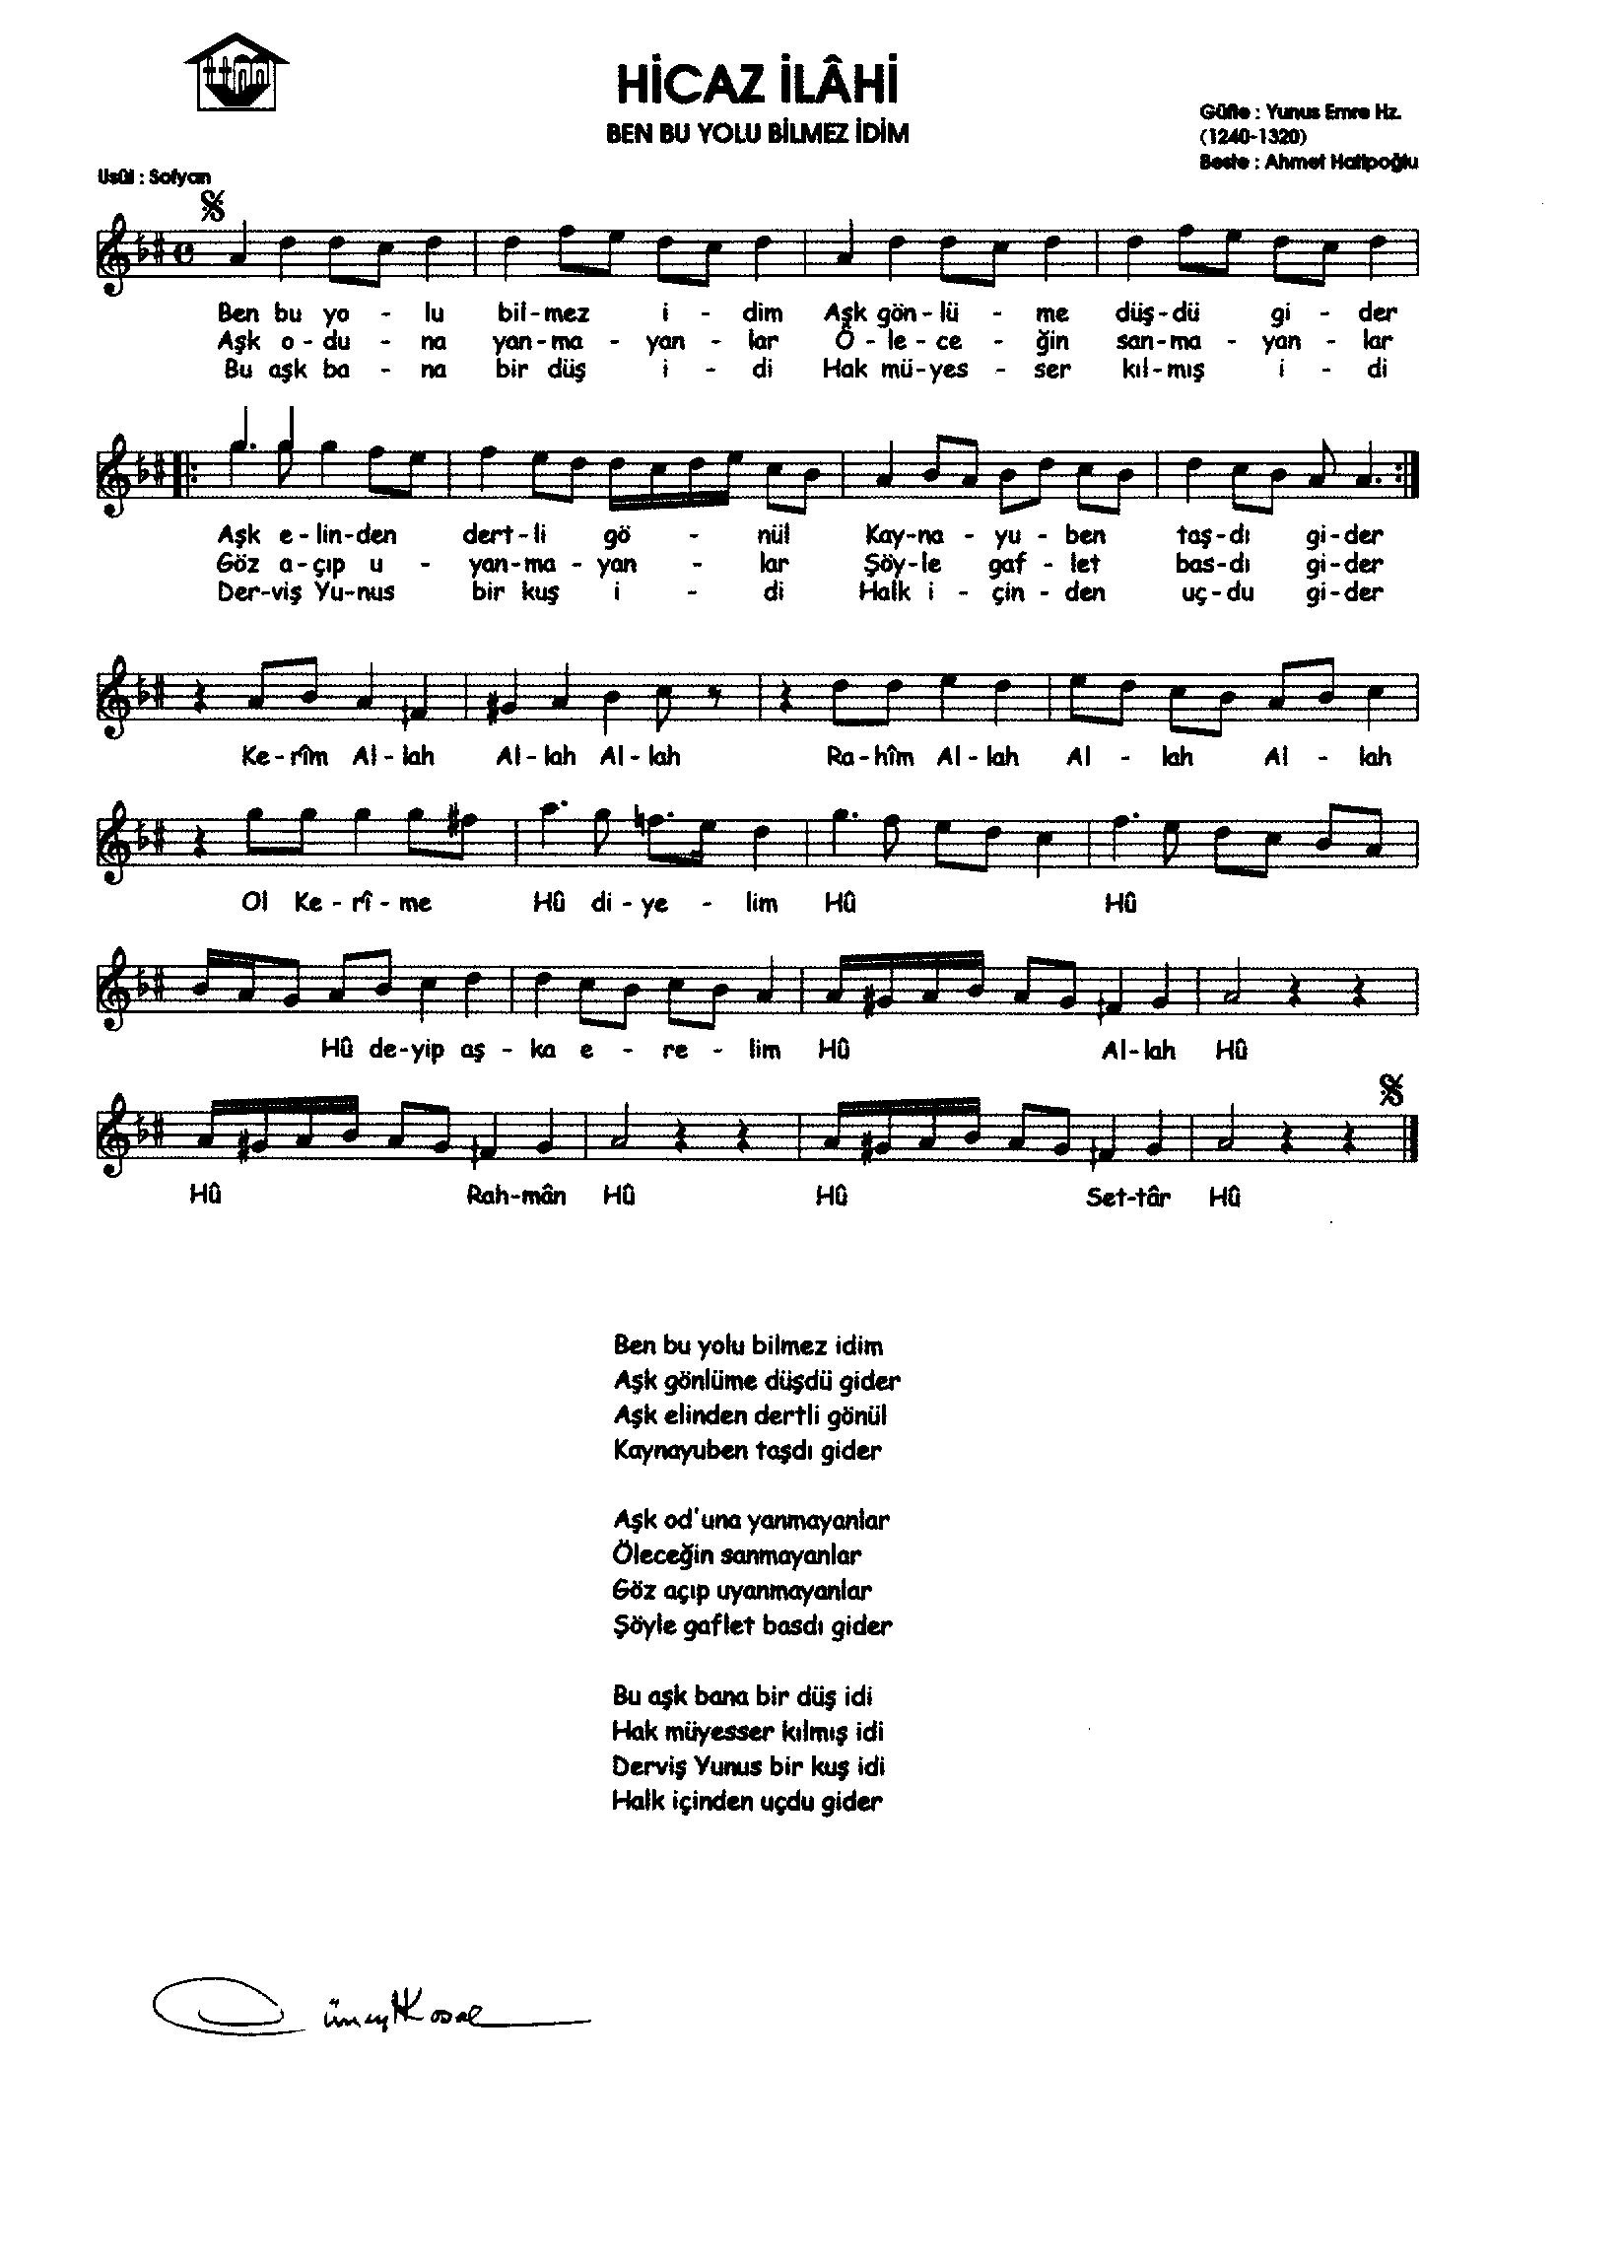 HİCAZ İLÂHİ
BEN BU YOLU BİLMEZ İDİM
Güfte : Yunus Emre Hz.
(1240-1320)
Beste : Ahmet Hatipoğlu
Usûl : Sofyan
Ben bu yo - lu bil-mez i - dim Aşk gön-lü - me düş-dü gi - der
Aşk o-du - na yan-ma - yan - lar Ö - le-ce - ğin san-ma - yan - lar
Bu aşk ba - na bir düş i - di Hak mü-yes - ser kıl-mış i - di
Aşk e-lin-den dert-li gö - nül Kay-na - yu - ben taş-dı gi-der
Göz a-çıp u - yan-ma-yan - lar Şöy-le gaf - let bas-dı gi-der
Der-viş Yu-nus bir kuş i - di Halk i - çin - den uç-du gi-der
Ke-rîm Al-lah Al-lah Al-lah Ra-hîm Al-lah Al - lah Al - lah
Ol Ke - rî - me Hû di-ye - lim Hû Hû
Hû de-yip aş - ka e - re - lim Hû Al-lah Hû
Hû Rah-mân Hû Hû Set-târ Hû
Ben bu yolu bilmez idim
Aşk gönlüme düşdü gider
Aşk elinden dertli gönül
Kaynayuben taşdı gider
Aşk od'una yanmayanlar
Öleceğin sanmayanlar
Göz açıp uyanmayanlar
Şöyle gaflet basdı gider
Bu aşk bana bir düş idi
Hak müyesser kılmış idi
Derviş Yunus bir kuş idi
Halk içinden uçdu gider